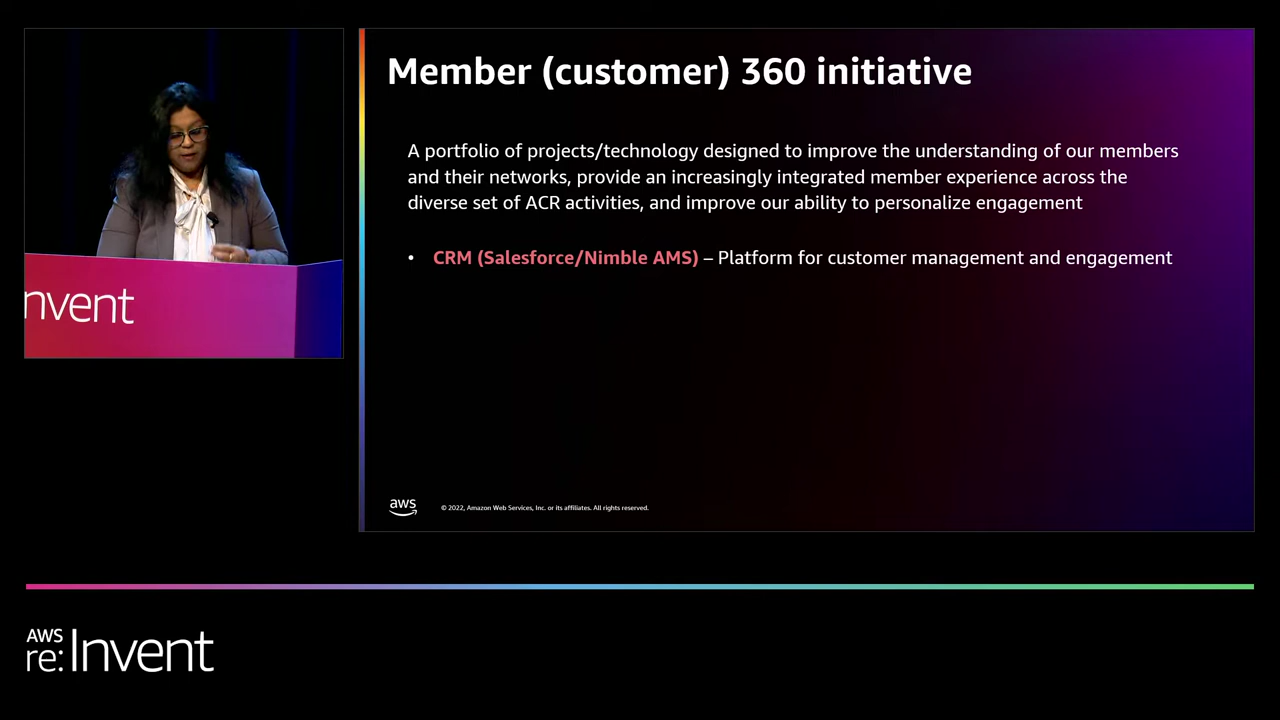 Member (customer) 360 initiative
A portfolio of projects/technology designed to improve the understanding of our members
and their networks, provide an increasingly integrated member experience across the
diverse set of ACR activities, and improve our ability to personalize engagement
• CRM (Salesforce/Nimble AMS) – Platform for customer management and engagement
nvent
aws
© 2022, Amazon Web Services, Inc. or its affiliates. All rights reserved.
AWS
re:Invent